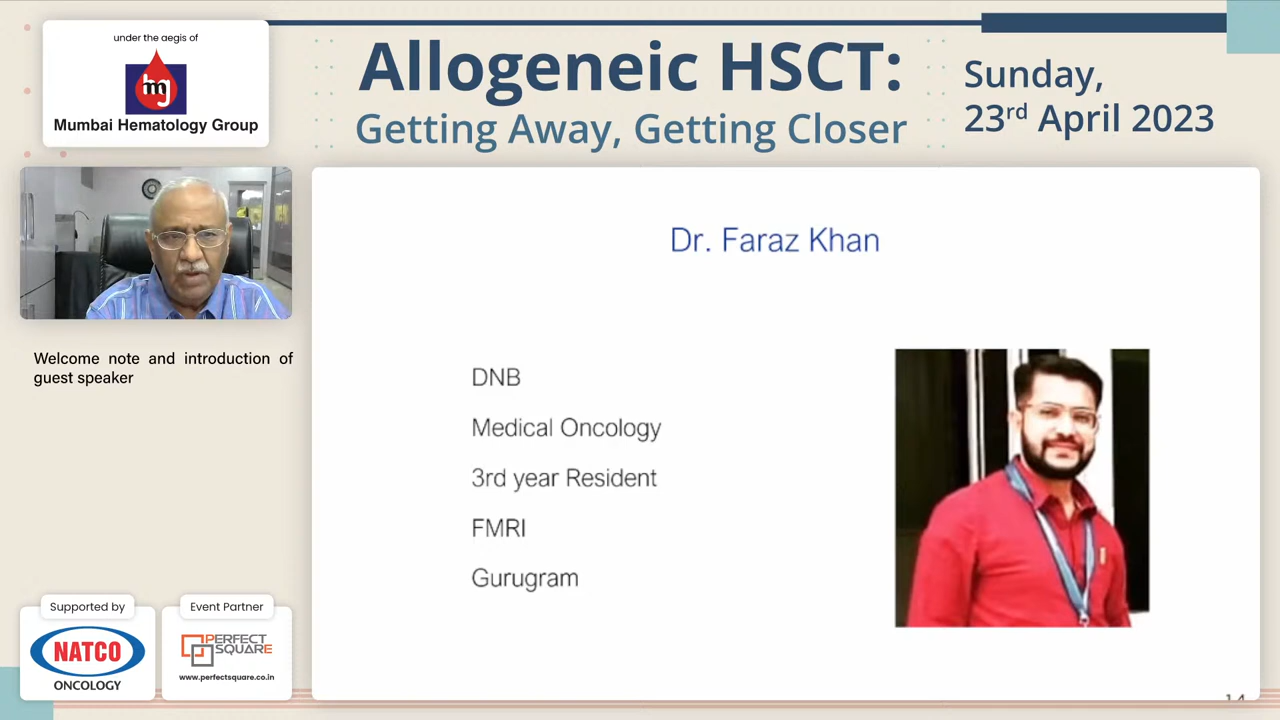 under the aegis of
mg
Mumbai Hematology Group
Allogeneic HSCT:
Getting Away, Getting Closer
Sunday,
23rd April 2023
Welcome note and introduction of
guest speaker
Dr. Faraz Khan
DNB
Medical Oncology
3rd year Resident
FMRI
Gurugram
Supported by
NATCO
ONCOLOGY
Event Partner
PERFECT
SQUARE
www.perfectsquare.co.in
14